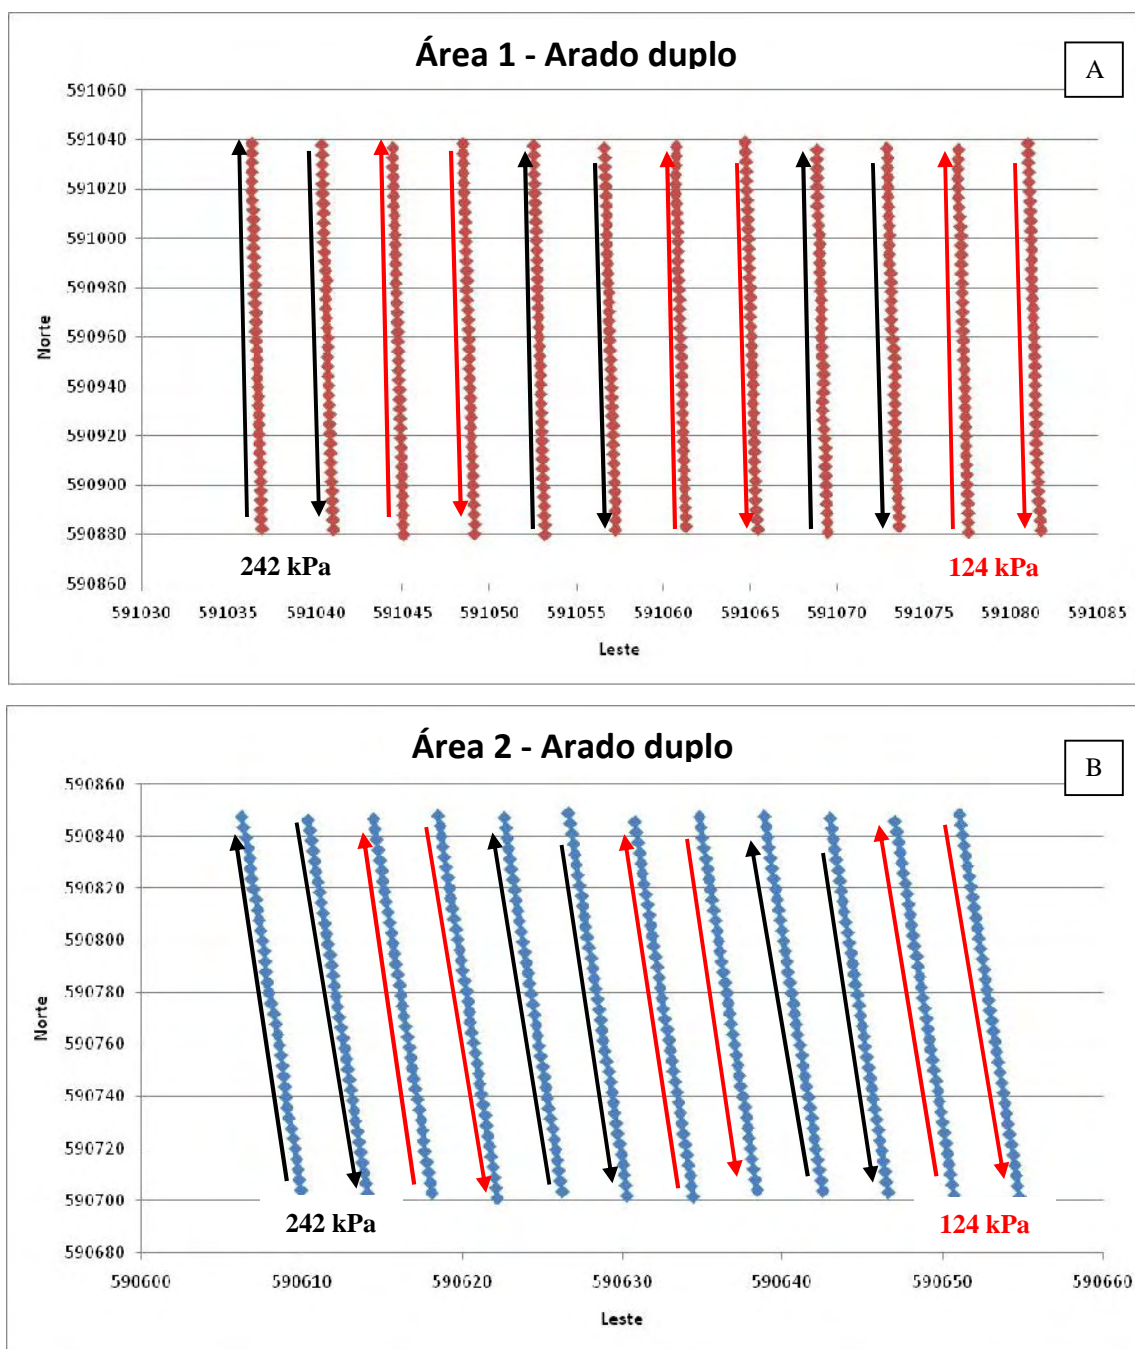 Área 1 - Arado duplo
A
591060
591040
591020
591000
590980
590960
590940
590920
590900
590880
590860
Norte
242 kPa
124 kPa
591030 591035 591040 591045 591050 591055 591060 591065 591070 591075 591080 591085
Leste
Área 2 - Arado duplo
B
590860
590840
590820
590800
590780
590760
590740
590720
590700
590680
Norte
242 kPa
124 kPa
590600 590610 590620 590630 590640 590650 590660
Leste